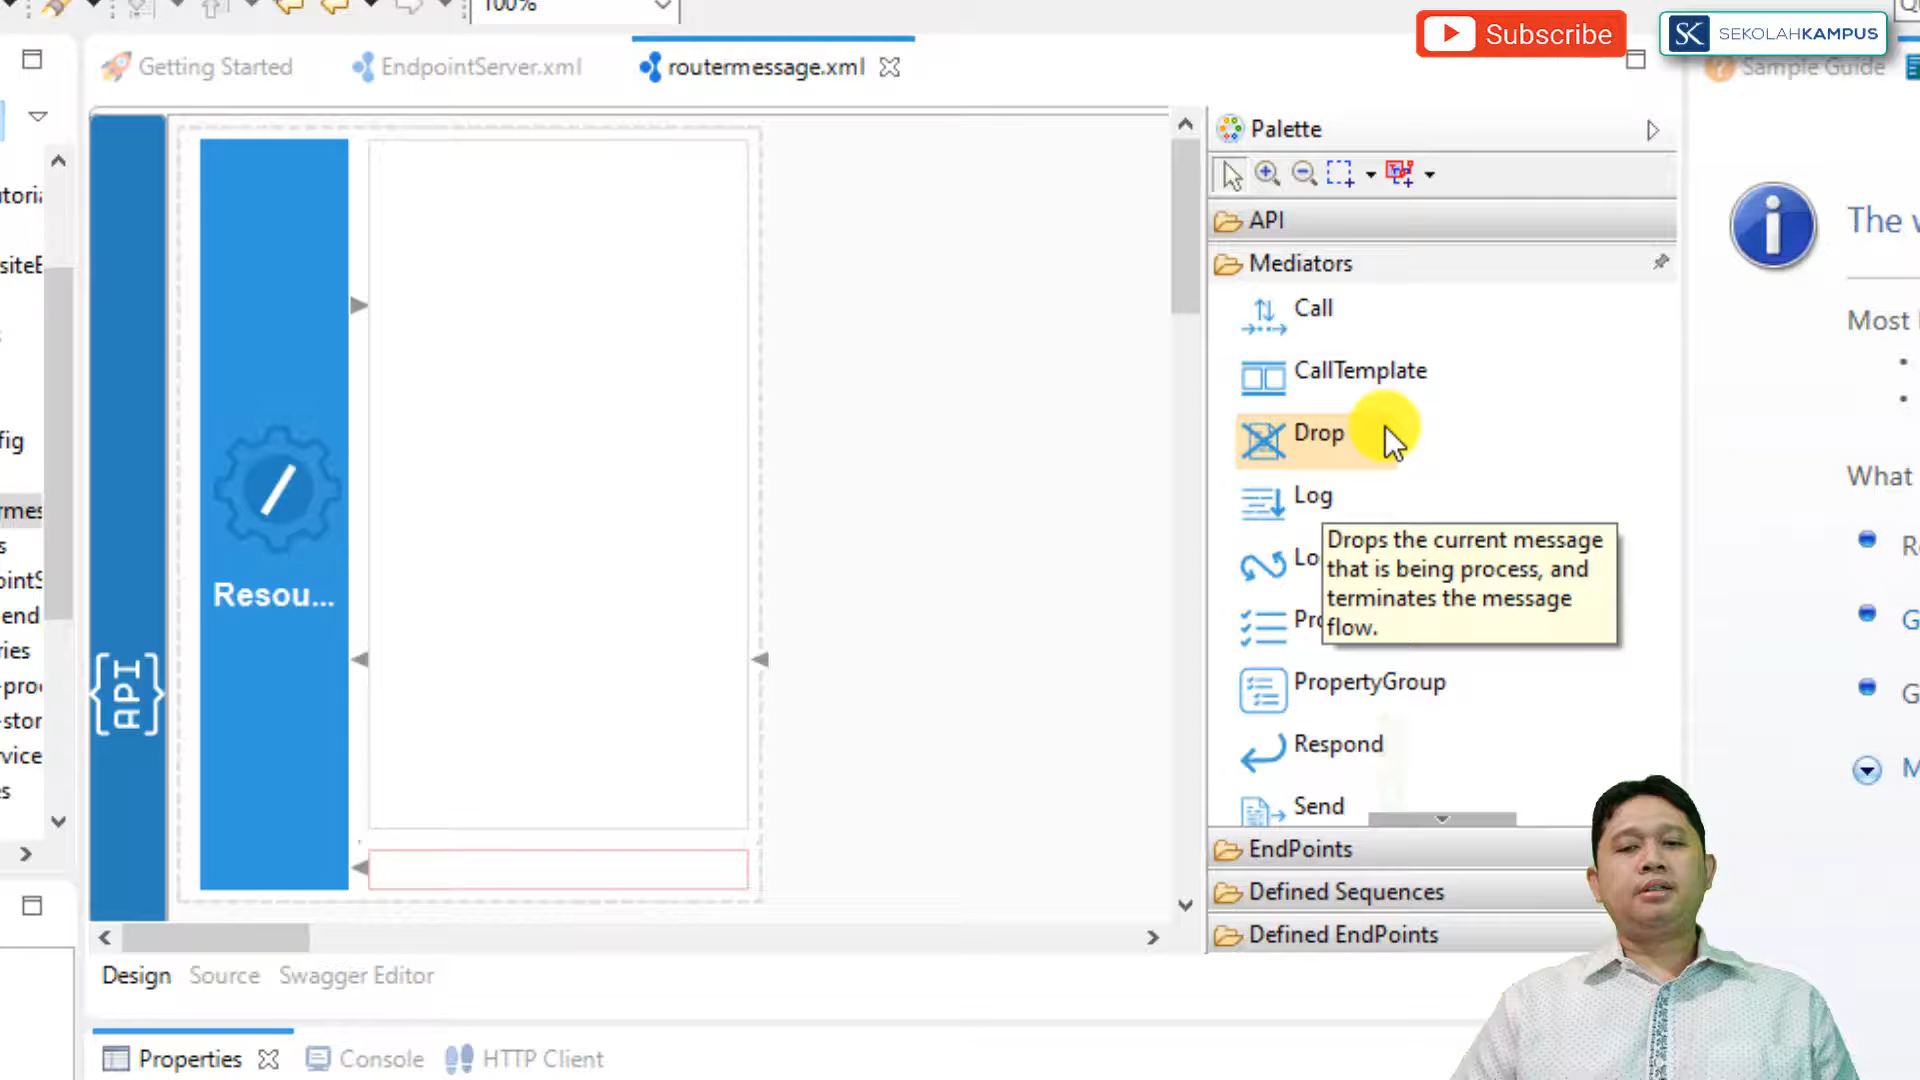 100%
Subscribe
SK SEKOLAHKAMPUS
Getting Started
EndpointServer.xml
routermessage.xml
Sample Guide
Palette
API
Mediators
Call
CallTemplate
Drop
Log
Drops the current message
that is being process, and
terminates the message
flow.
PropertyGroup
Respond
Send
EndPoints
Defined Sequences
Defined EndPoints
Resou...
{API}
Design
Source
Swagger Editor
Properties
Console
HTTP Client
The
Most
What